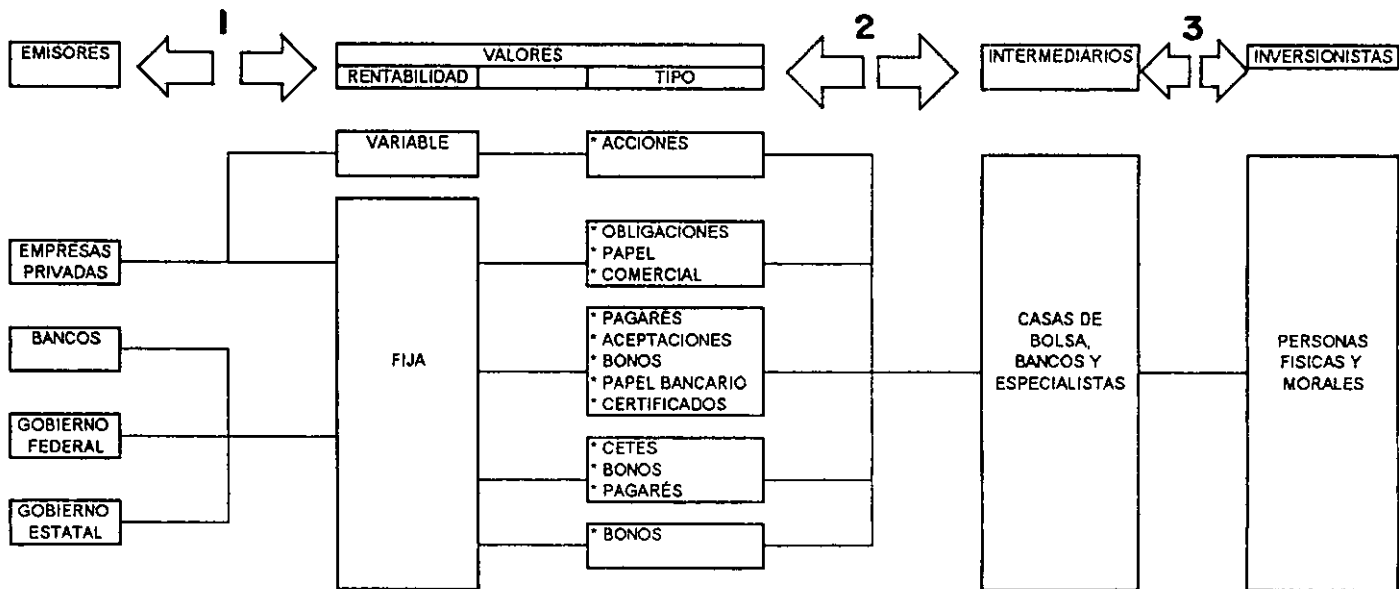 1
2
3
EMISORES
VALORES
RENTABILIDAD
TIPO
INTERMEDIARIOS
INVERSIONISTAS
VARIABLE
* ACCIONES
EMPRESAS
PRIVADAS
BANCOS
GOBIERNO
FEDERAL
GOBIERNO
ESTATAL
FIJA
* OBLIGACIONES
* PAPEL
* COMERCIAL
* PAGARÉS
* ACEPTACIONES
* BONOS
* PAPEL BANCARIO
* CERTIFICADOS
* CETES
* BONOS
* PAGARÉS
* BONOS
CASAS DE
BOLSA,
BANCOS Y
ESPECIALISTAS
PERSONAS
FISICAS Y
MORALES